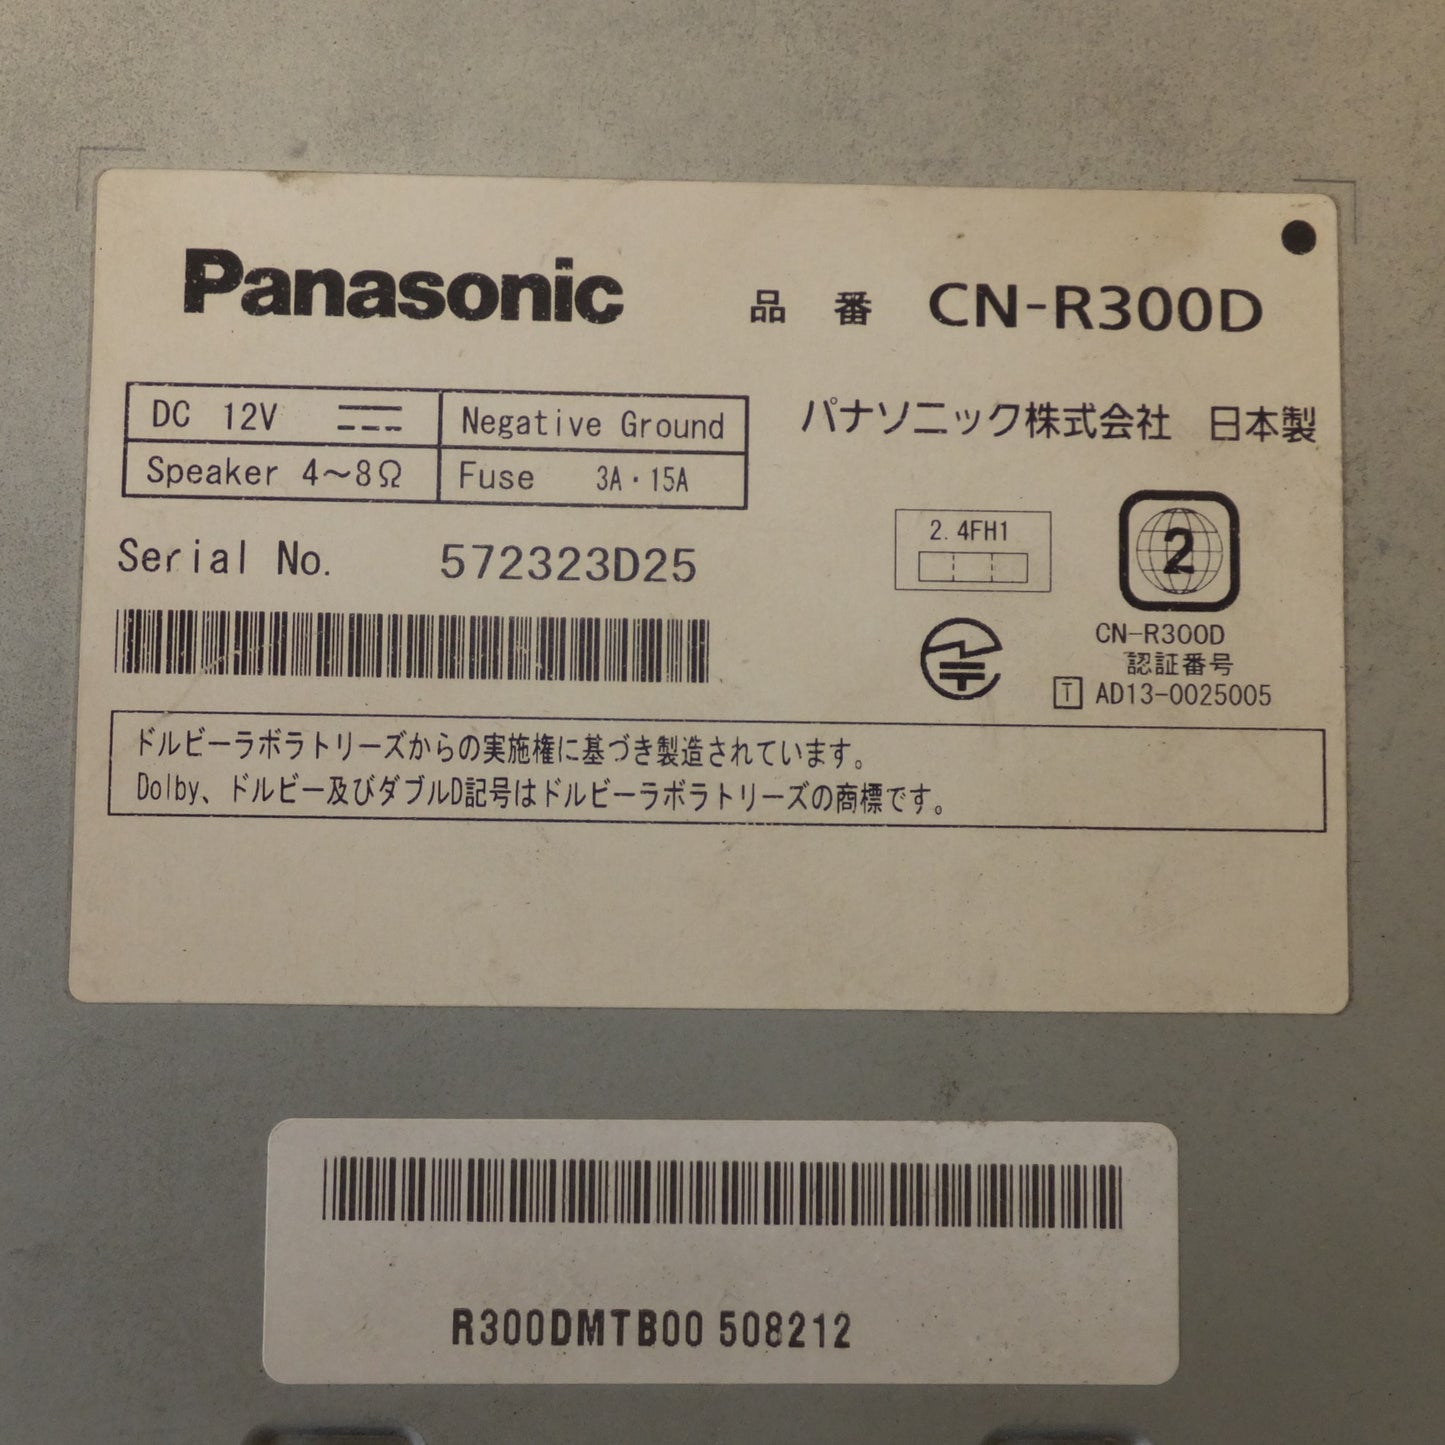 Panasonic 品 番 CN-R300D
DC 12V Negative Ground
Speaker 4～8Ω Fuse 3A・15A
パナソニック株式会社 日本製
Serial No. 572323D25
2.4FH1
2
CN-R300D
認証番号
T AD13-0025005
ドルビーラボラトリーズからの実施権に基づき製造されています。
Dolby、ドルビー及びダブルD記号はドルビーラボラトリーズの商標です。
R300DMTB00 508212